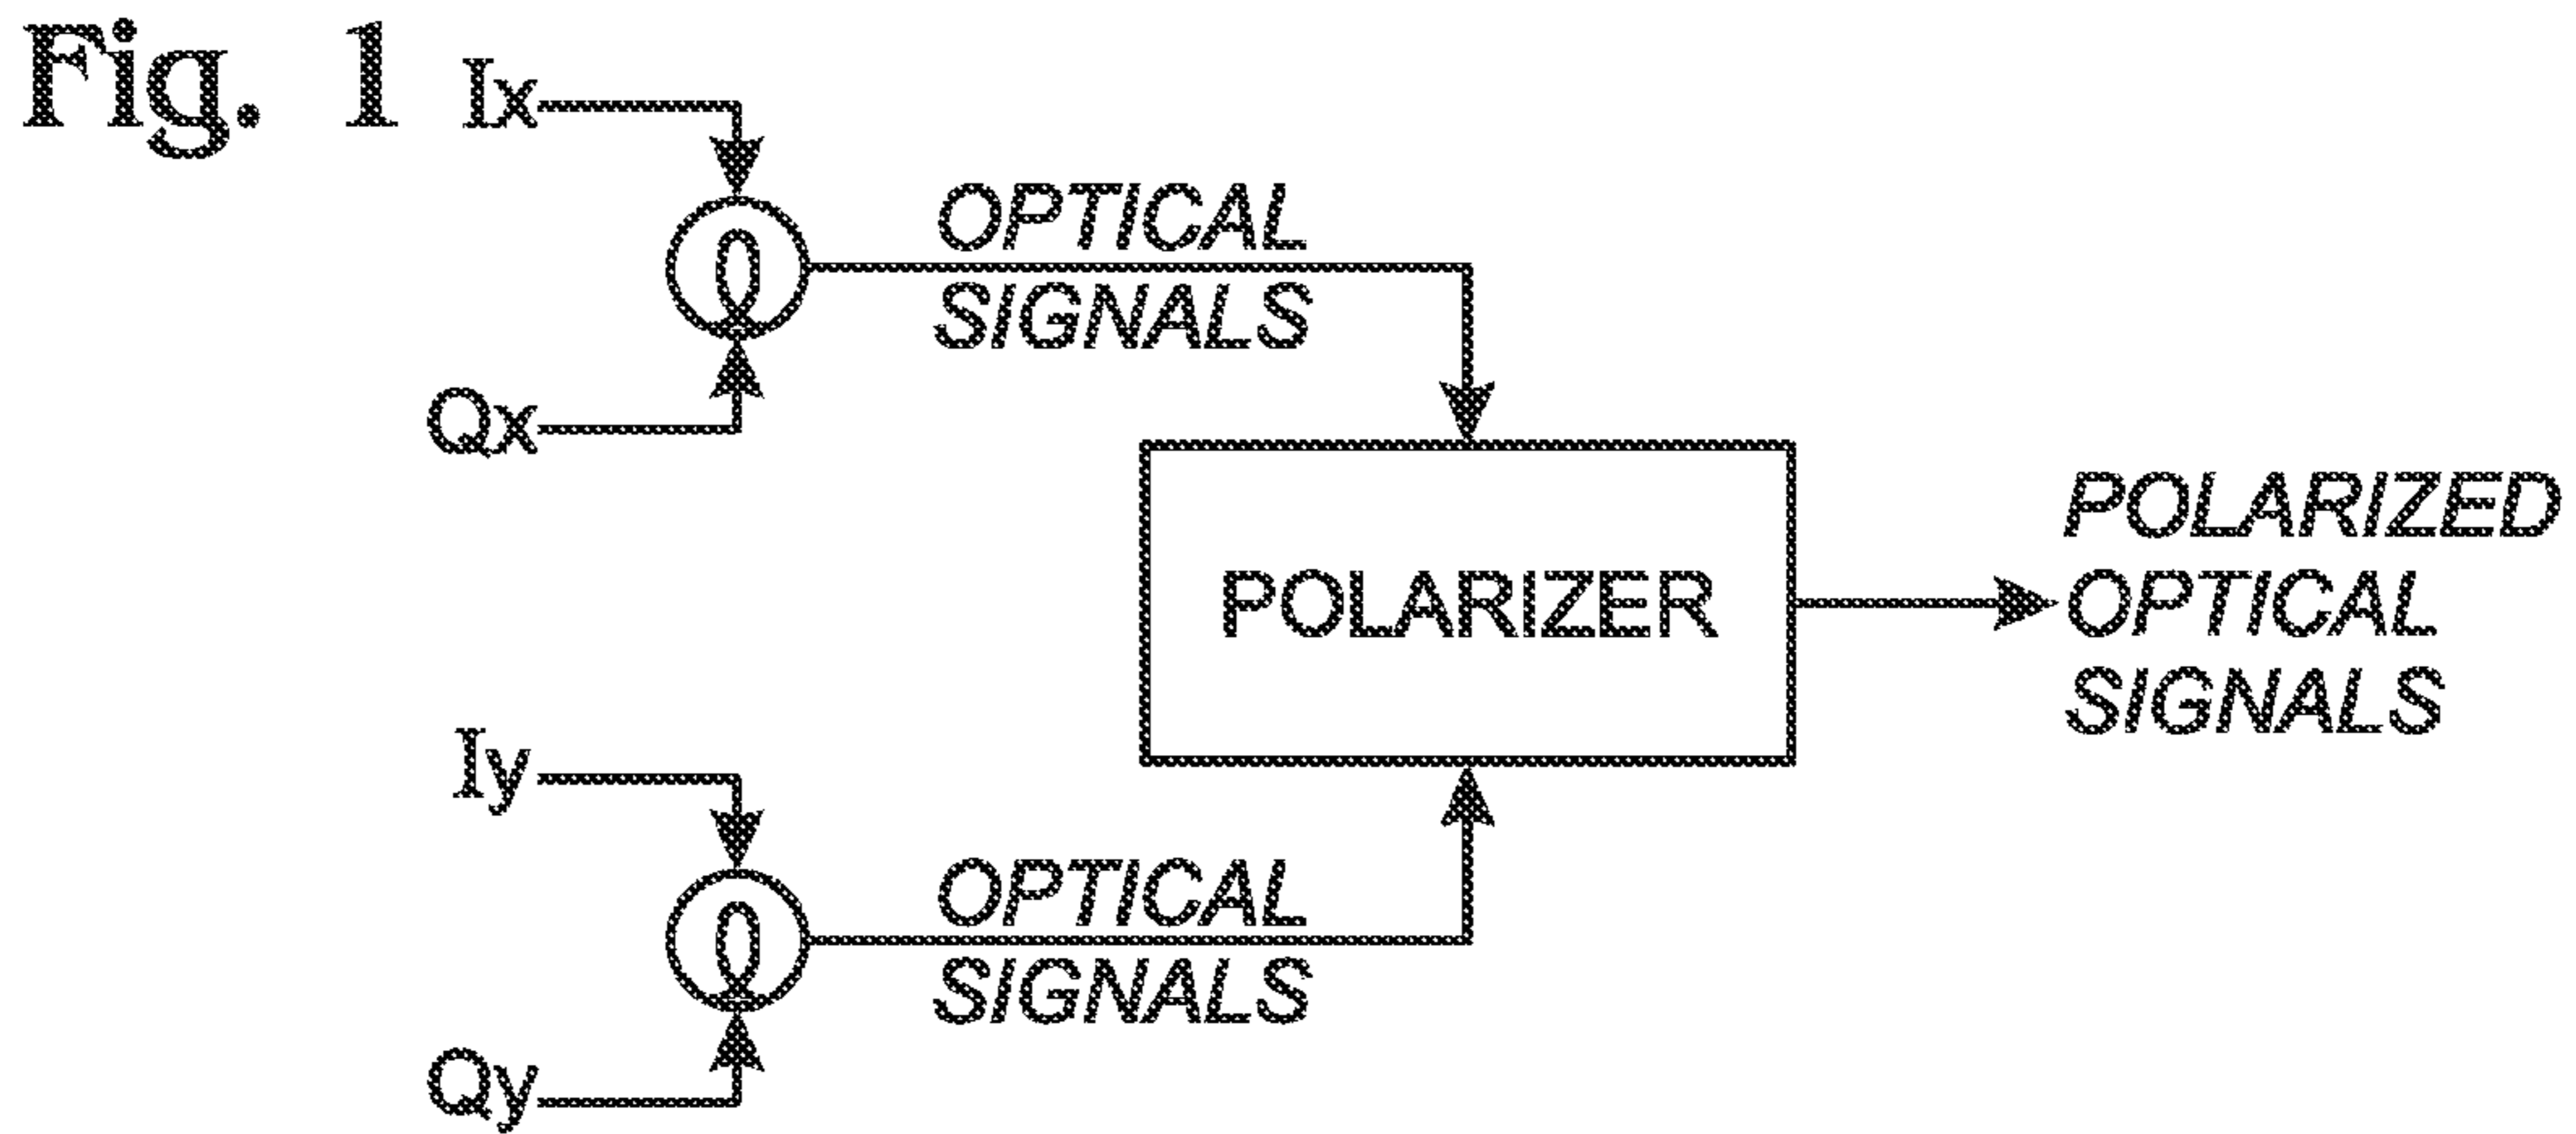 Fig. 1
Ix
OPTICAL
SIGNALS
Qx
POLARIZER
POLARIZED
OPTICAL
SIGNALS
Iy
OPTICAL
SIGNALS
Qy